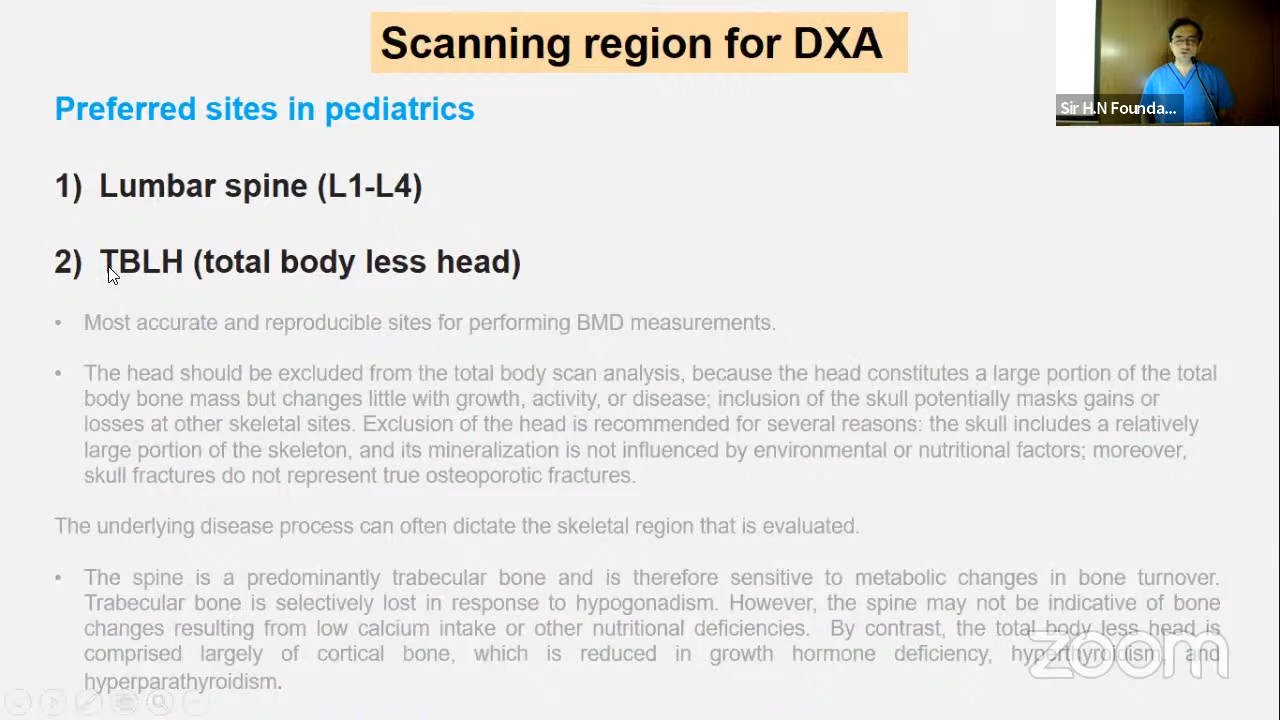 Scanning region for DXA
Sir H.N Founda...
Preferred sites in pediatrics
1) Lumbar spine (L1-L4)
2) TBLH (total body less head)
• Most accurate and reproducible sites for performing BMD measurements.
• The head should be excluded from the total body scan analysis, because the head constitutes a large portion of the total
body bone mass but changes little with growth, activity, or disease; inclusion of the skull potentially masks gains or
losses at other skeletal sites. Exclusion of the head is recommended for several reasons: the skull includes a relatively
large portion of the skeleton, and its mineralization is not influenced by environmental or nutritional factors; moreover,
skull fractures do not represent true osteoporotic fractures.
The underlying disease process can often dictate the skeletal region that is evaluated.
• The spine is a predominantly trabecular bone and is therefore sensitive to metabolic changes in bone turnover.
Trabecular bone is selectively lost in response to hypogonadism. However, the spine may not be indicative of bone
changes resulting from low calcium intake or other nutritional deficiencies. By contrast, the total body less head is
comprised largely of cortical bone, which is reduced in growth hormone deficiency, hyperthyroidism, and
hyperparathyroidism.
zoom